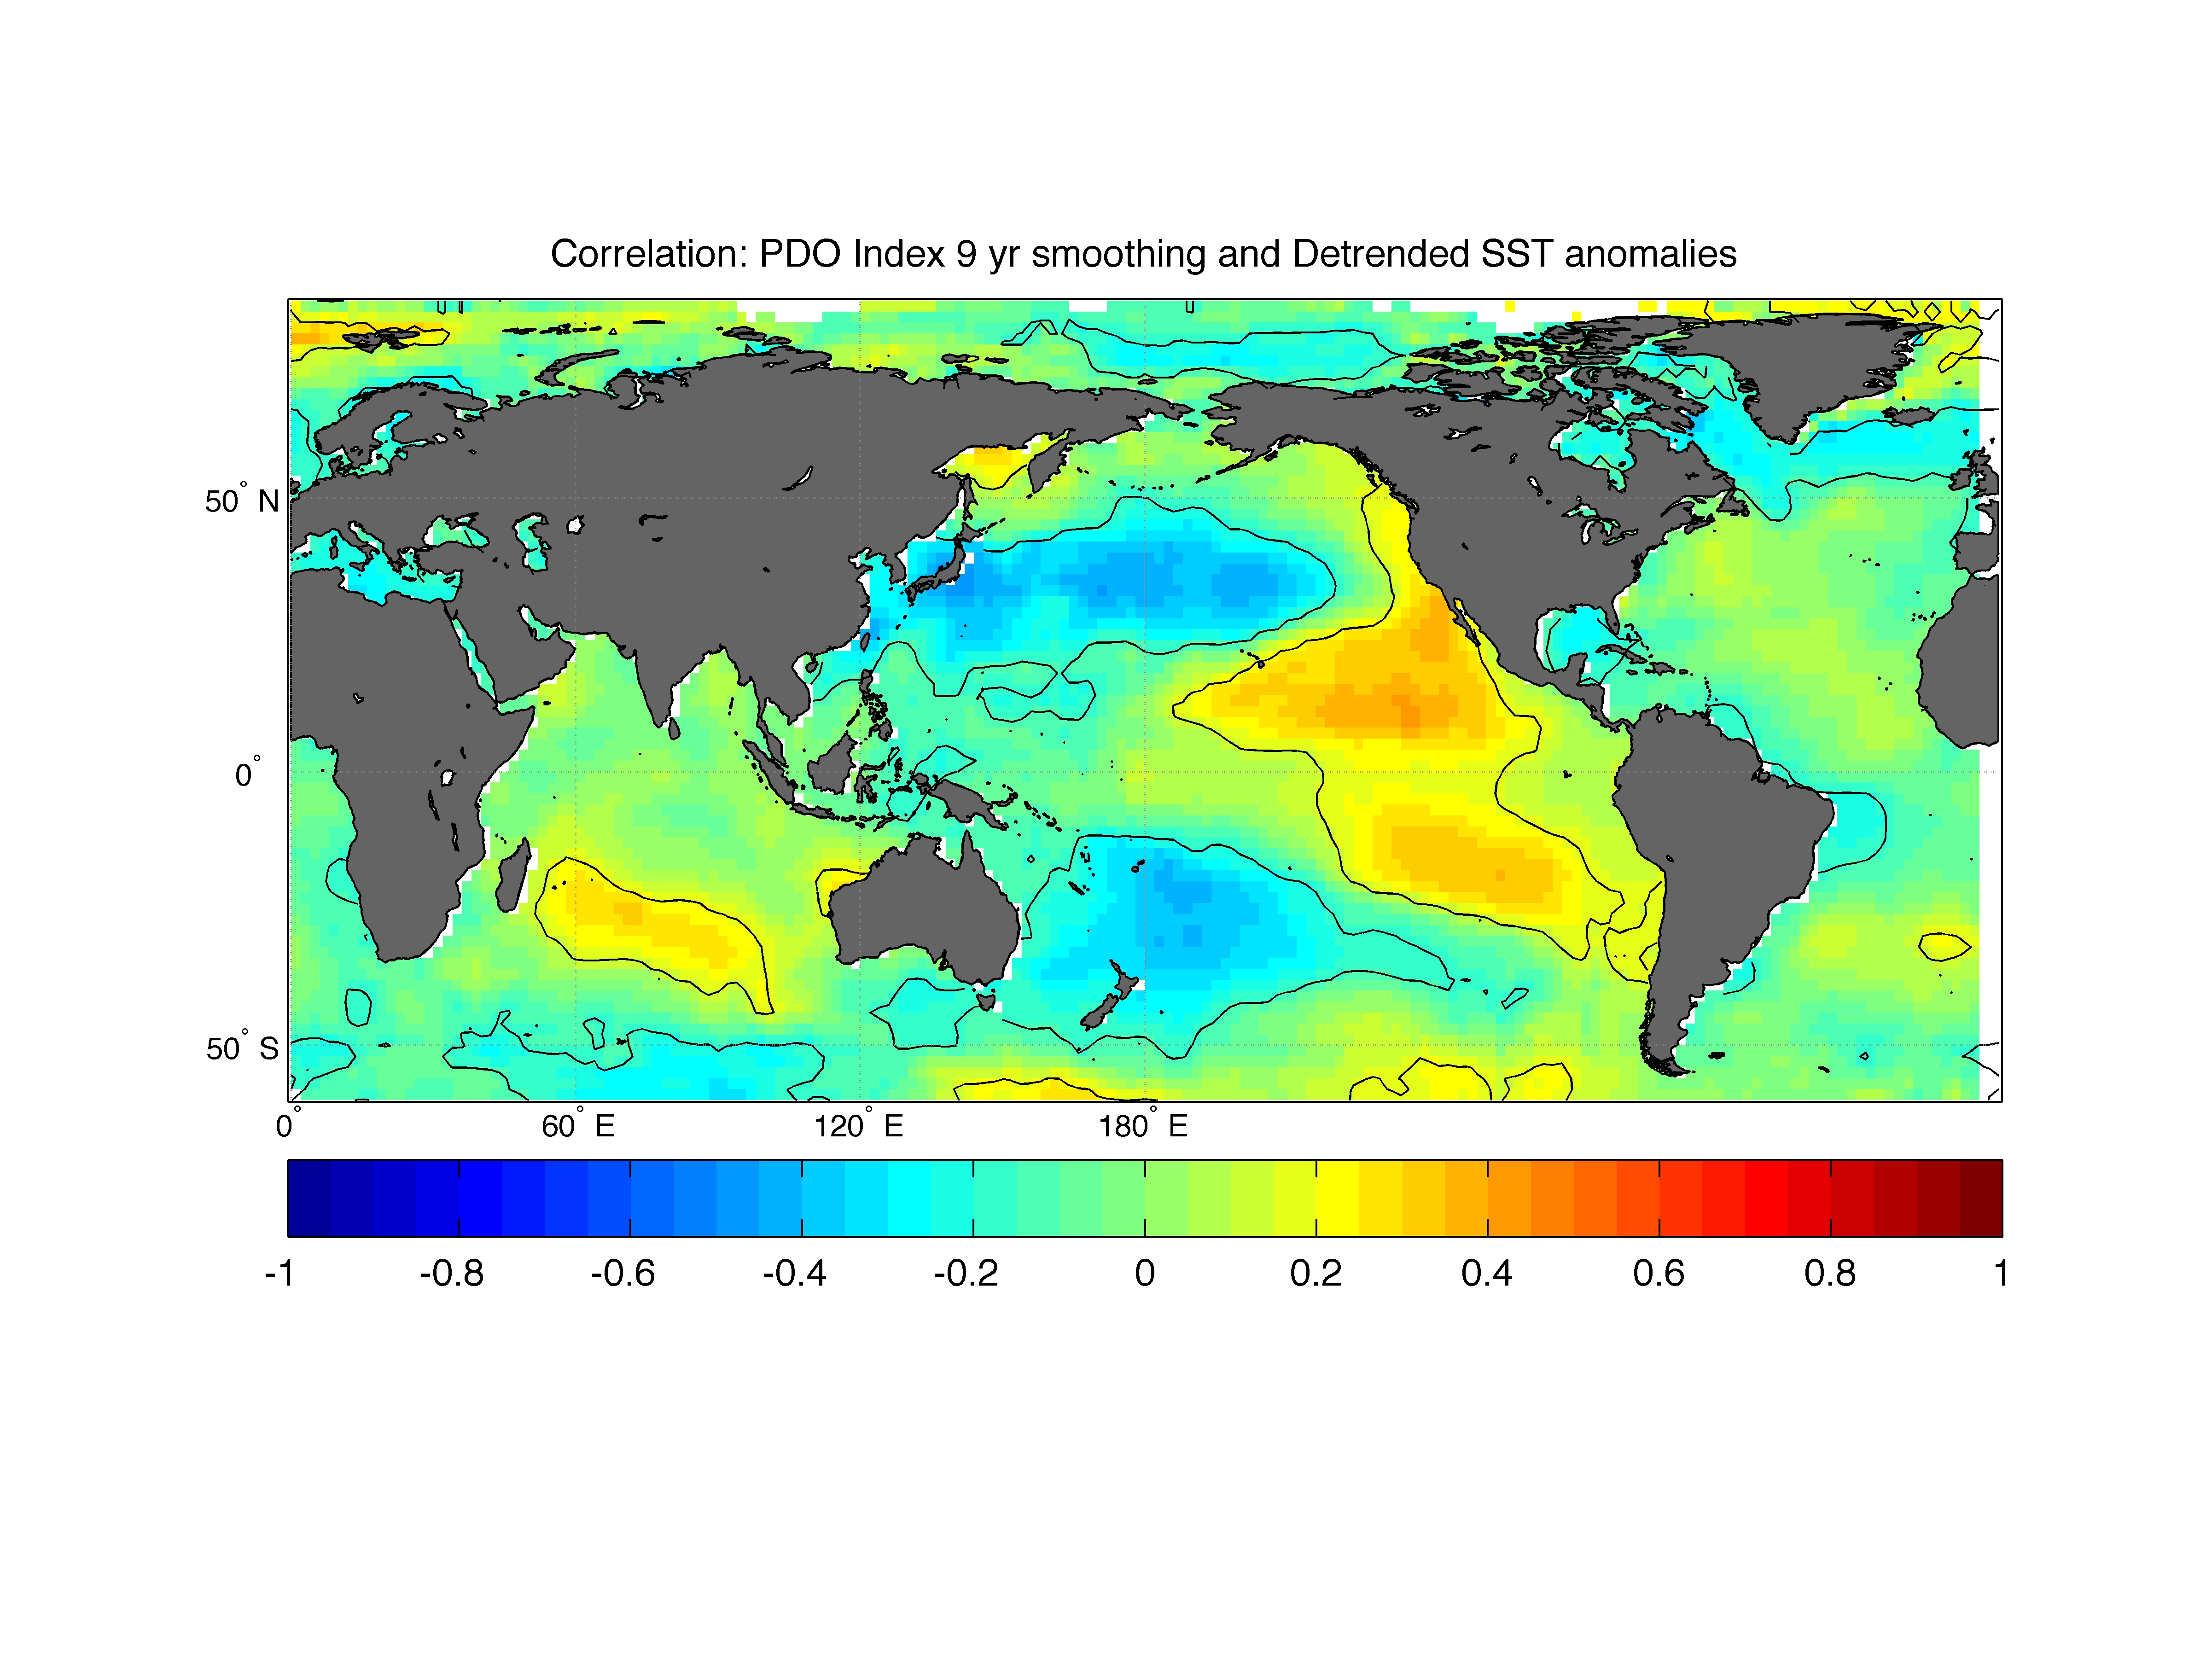 Correlation: PDO Index 9 yr smoothing and Detrended SST anomalies
50° N
0°
50° S
0° 60° E 120° E 180° E
-1 -0.8 -0.6 -0.4 -0.2 0 0.2 0.4 0.6 0.8 1